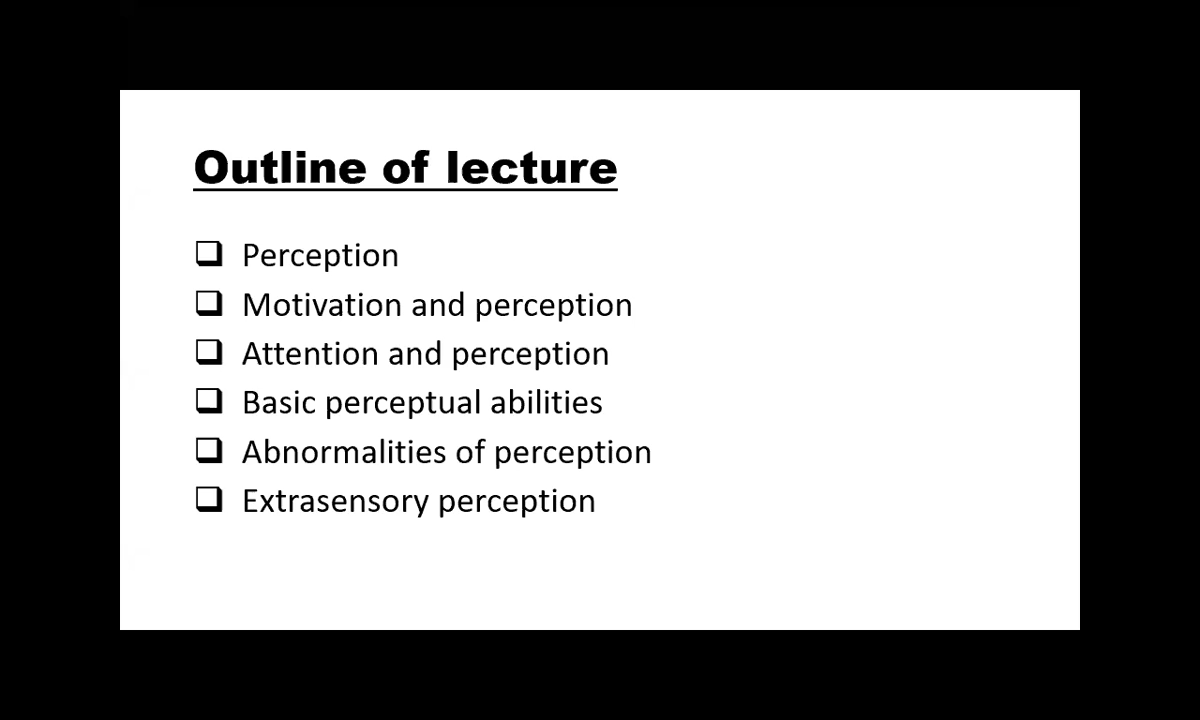 Outline of lecture
❑ Perception
❑ Motivation and perception
❑ Attention and perception
❑ Basic perceptual abilities
❑ Abnormalities of perception
❑ Extrasensory perception